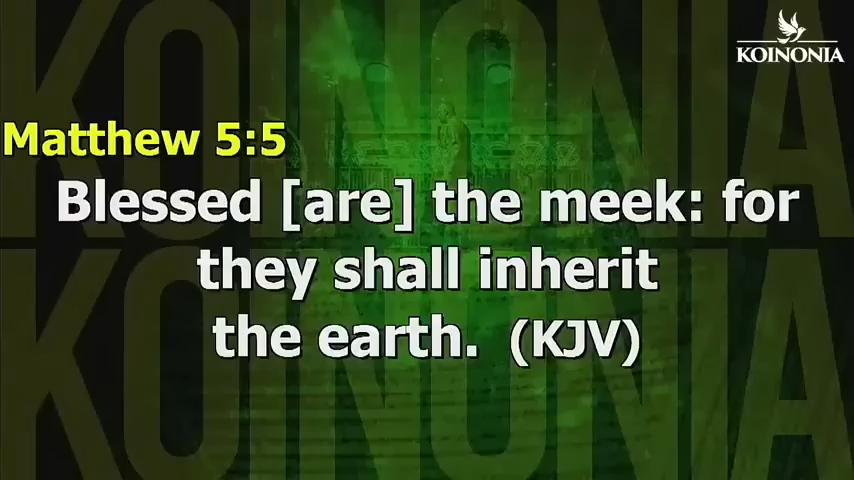 KOINONIA
Matthew 5:5
Blessed [are] the meek: for
they shall inherit
the earth. (KJV)
KOINONIA
KOINONIA